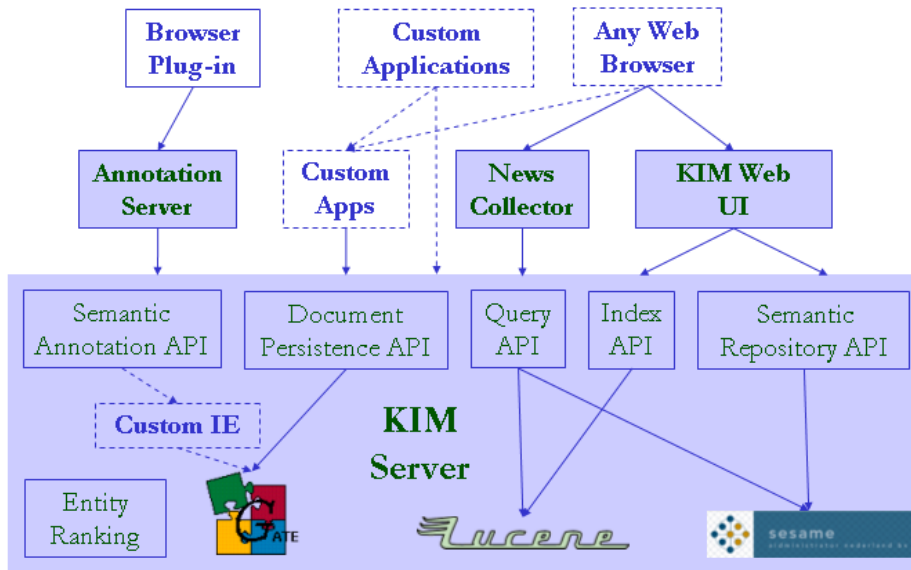 Browser
Plug-in
Custom
Applications
Any Web
Browser
Annotation
Server
Custom
Apps
News
Collector
KIM Web
UI
Semantic
Annotation API
Document
Persistence API
Query
API
Index
API
Semantic
Repository API
Custom IE
KIM
Server
Entity
Ranking
GATE
Lucene
sesame